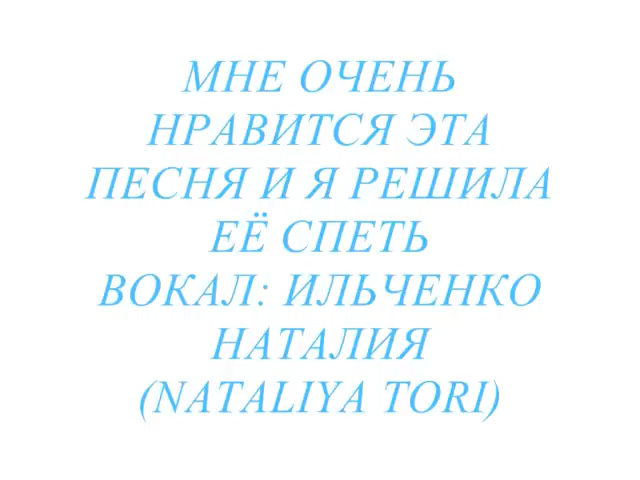 МНЕ ОЧЕНЬ
НРАВИТСЯ ЭТА
ПЕСНЯ И Я РЕШИЛА
ЕЁ СПЕТЬ
ВОКАЛ: ИЛЬЧЕНКО
НАТАЛИЯ
(NATALIYA TORI)